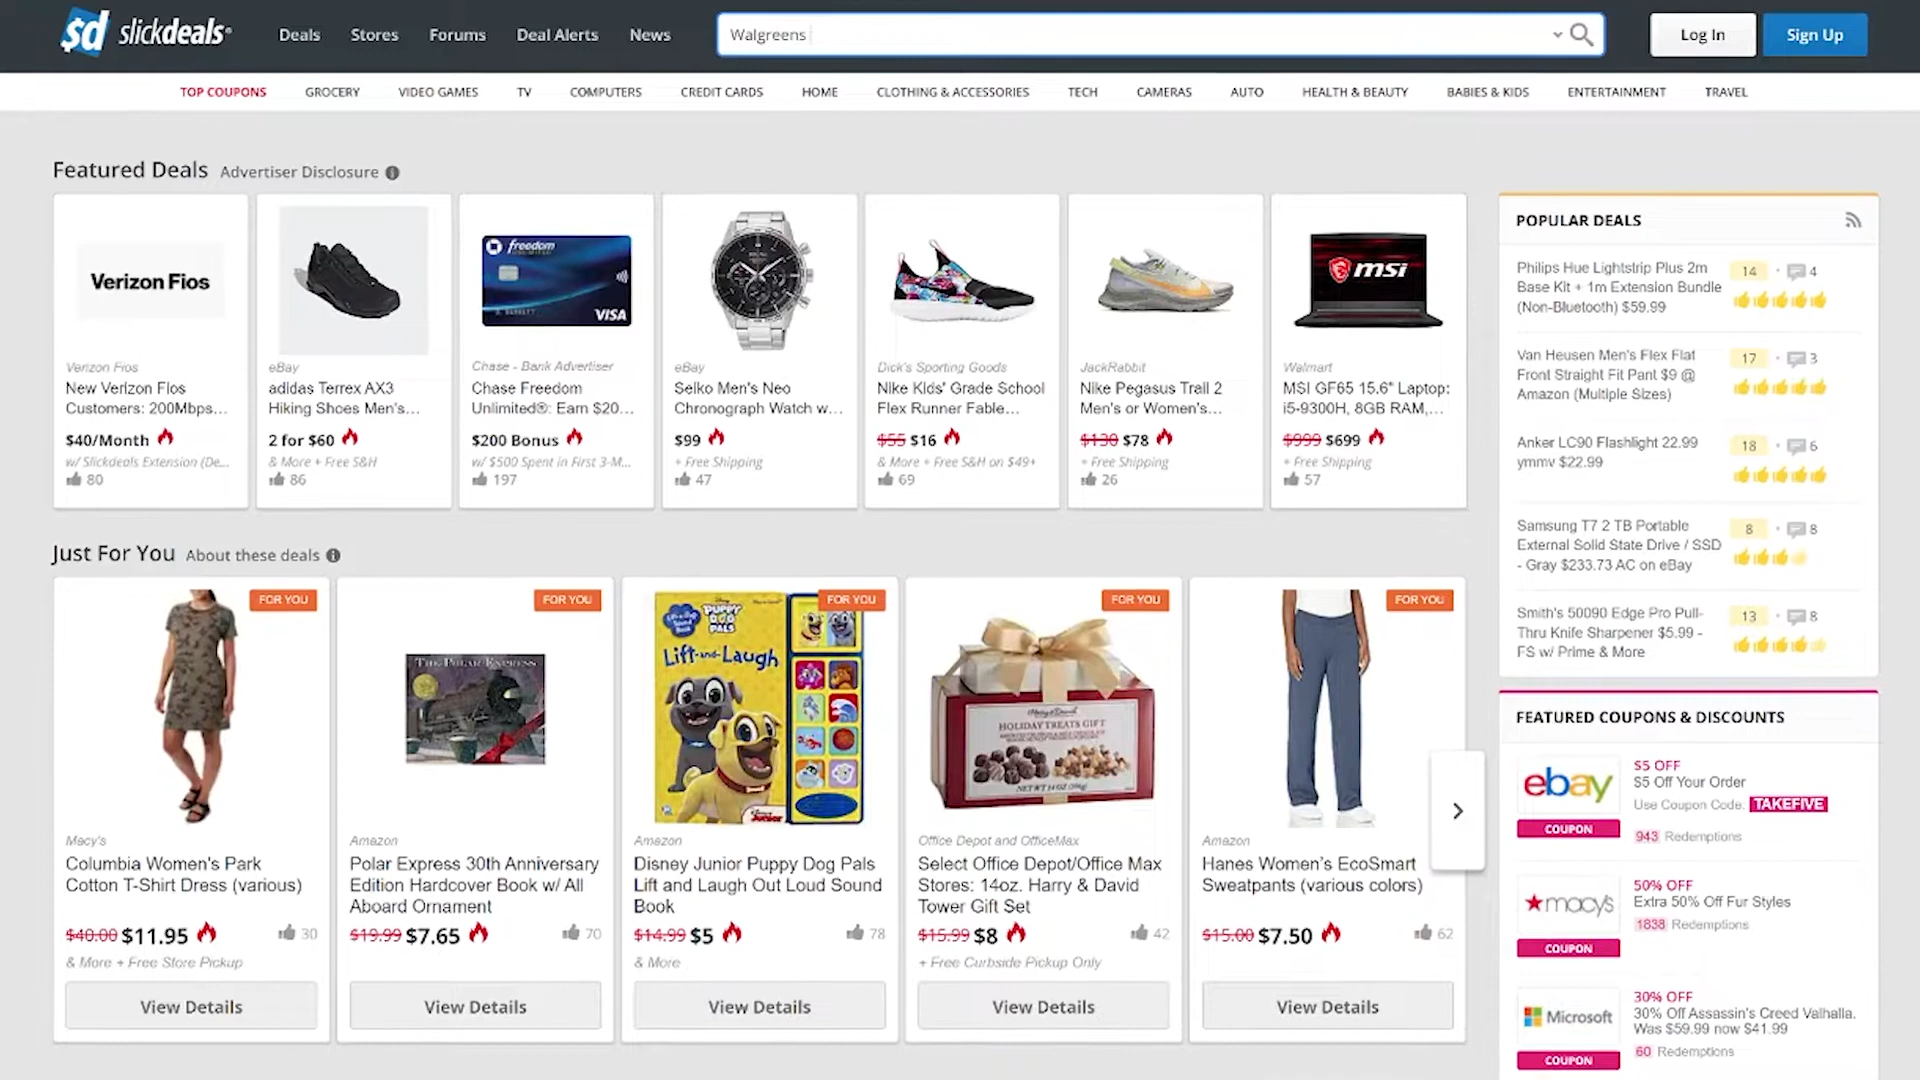 sd slickdeals®
Deals
Stores
Forums
Deal Alerts
News
Walgreens
Log In
Sign Up
TOP COUPONS
GROCERY
VIDEO GAMES
TV
COMPUTERS
CREDIT CARDS
HOME
CLOTHING & ACCESSORIES
TECH
CAMERAS
AUTO
HEALTH & BEAUTY
BABIES & KIDS
ENTERTAINMENT
TRAVEL
Featured Deals Advertiser Disclosure
Verizon Fios
Verizon Fios
New Verizon Fios
Customers: 200Mbps...
$40/Month
w/ Slickdeals Extension (De...
80
eBay
adidas Terrex AX3
Hiking Shoes Men's...
2 for $60
& More + Free S&H
86
freedom
UNLIMITED
VISA
Chase - Bank Advertiser
Chase Freedom
Unlimited®: Earn $20...
$200 Bonus
w/ $500 Spent in First 3-M...
197
eBay
Seiko Men's Neo
Chronograph Watch w...
$99
+ Free Shipping
47
Dick's Sporting Goods
Nike Kids' Grade School
Flex Runner Fable...
$55 $16
& More + Free S&H on $49+
69
JackRabbit
Nike Pegasus Trail 2
Men's or Women's...
$130 $78
+ Free Shipping
26
msi
Walmart
MSI GF65 15.6" Laptop:
i5-9300H, 8GB RAM,...
$999 $699
+ Free Shipping
57
Just For You About these deals
FOR YOU
Macy's
Columbia Women's Park
Cotton T-Shirt Dress (various)
$40.00 $11.95
30
& More + Free Store Pickup
View Details
FOR YOU
THE POLAR EXPRESS
Amazon
Polar Express 30th Anniversary
Edition Hardcover Book w/ All
Aboard Ornament
$19.99 $7.65
70
View Details
FOR YOU
PUPPY
DOG
PALS
Lift-and-Laugh
Amazon
Disney Junior Puppy Dog Pals
Lift and Laugh Out Loud Sound
Book
$14.99 $5
78
& More
View Details
FOR YOU
Harry & David
HOLIDAY TREATS GIFT
Office Depot and OfficeMax
Select Office Depot/Office Max
Stores: 14oz. Harry & David
Tower Gift Set
$15.99 $8
42
+ Free Curbside Pickup Only
View Details
FOR YOU
Amazon
Hanes Women's EcoSmart
Sweatpants (various colors)
$15.00 $7.50
62
View Details
POPULAR DEALS
Philips Hue Lightstrip Plus 2m
Base Kit + 1m Extension Bundle
(Non-Bluetooth) $59.99
14
4
Van Heusen Men's Flex Flat
Front Straight Fit Pant $9 @
Amazon (Multiple Sizes)
17
3
Anker LC90 Flashlight 22.99
ymmv $22.99
18
6
Samsung T7 2 TB Portable
External Solid State Drive / SSD
- Gray $233.73 AC on eBay
8
8
Smith's 50090 Edge Pro Pull-
Thru Knife Sharpener $5.99 -
FS w/ Prime & More
13
8
FEATURED COUPONS & DISCOUNTS
ebay
COUPON
$5 OFF
$5 Off Your Order
Use Coupon Code: TAKEFIVE
943 Redemptions
macy's
COUPON
50% OFF
Extra 50% Off Fur Styles
1838 Redemptions
Microsoft
COUPON
30% OFF
30% Off Assassin's Creed Valhalla.
Was $59.99 now $41.99
60 Redemptions